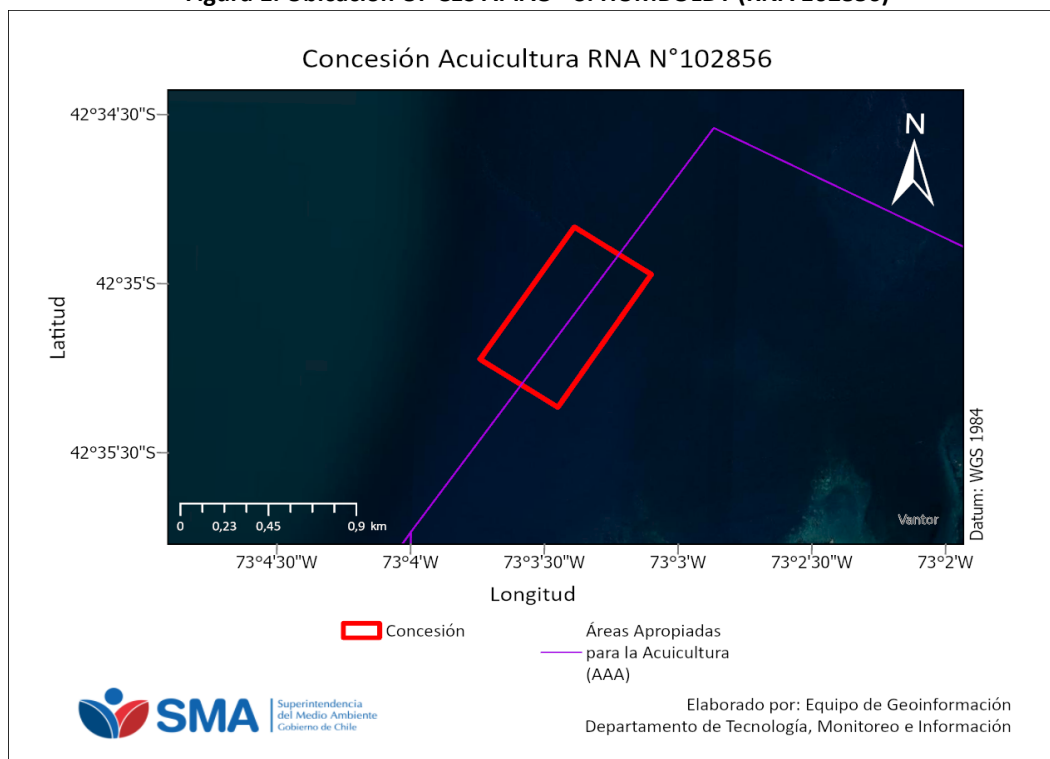 Concesión Acuicultura RNA N°102856
42°34'30"S
N
42°35'S
Latitud
42°35'30"S
Datum: WGS 1984
0 0,23 0,45 0,9 km
Vantor
73°4'30"W 73°4'W 73°3'30"W 73°3'W 73°2'30"W 73°2'W
Longitud
Concesión
Áreas Apropiadas
para la Acuicultura
(AAA)
SMA
Superintendencia
del Medio Ambiente
Gobierno de Chile
Elaborado por: Equipo de Geoinformación
Departamento de Tecnología, Monitoreo e Información